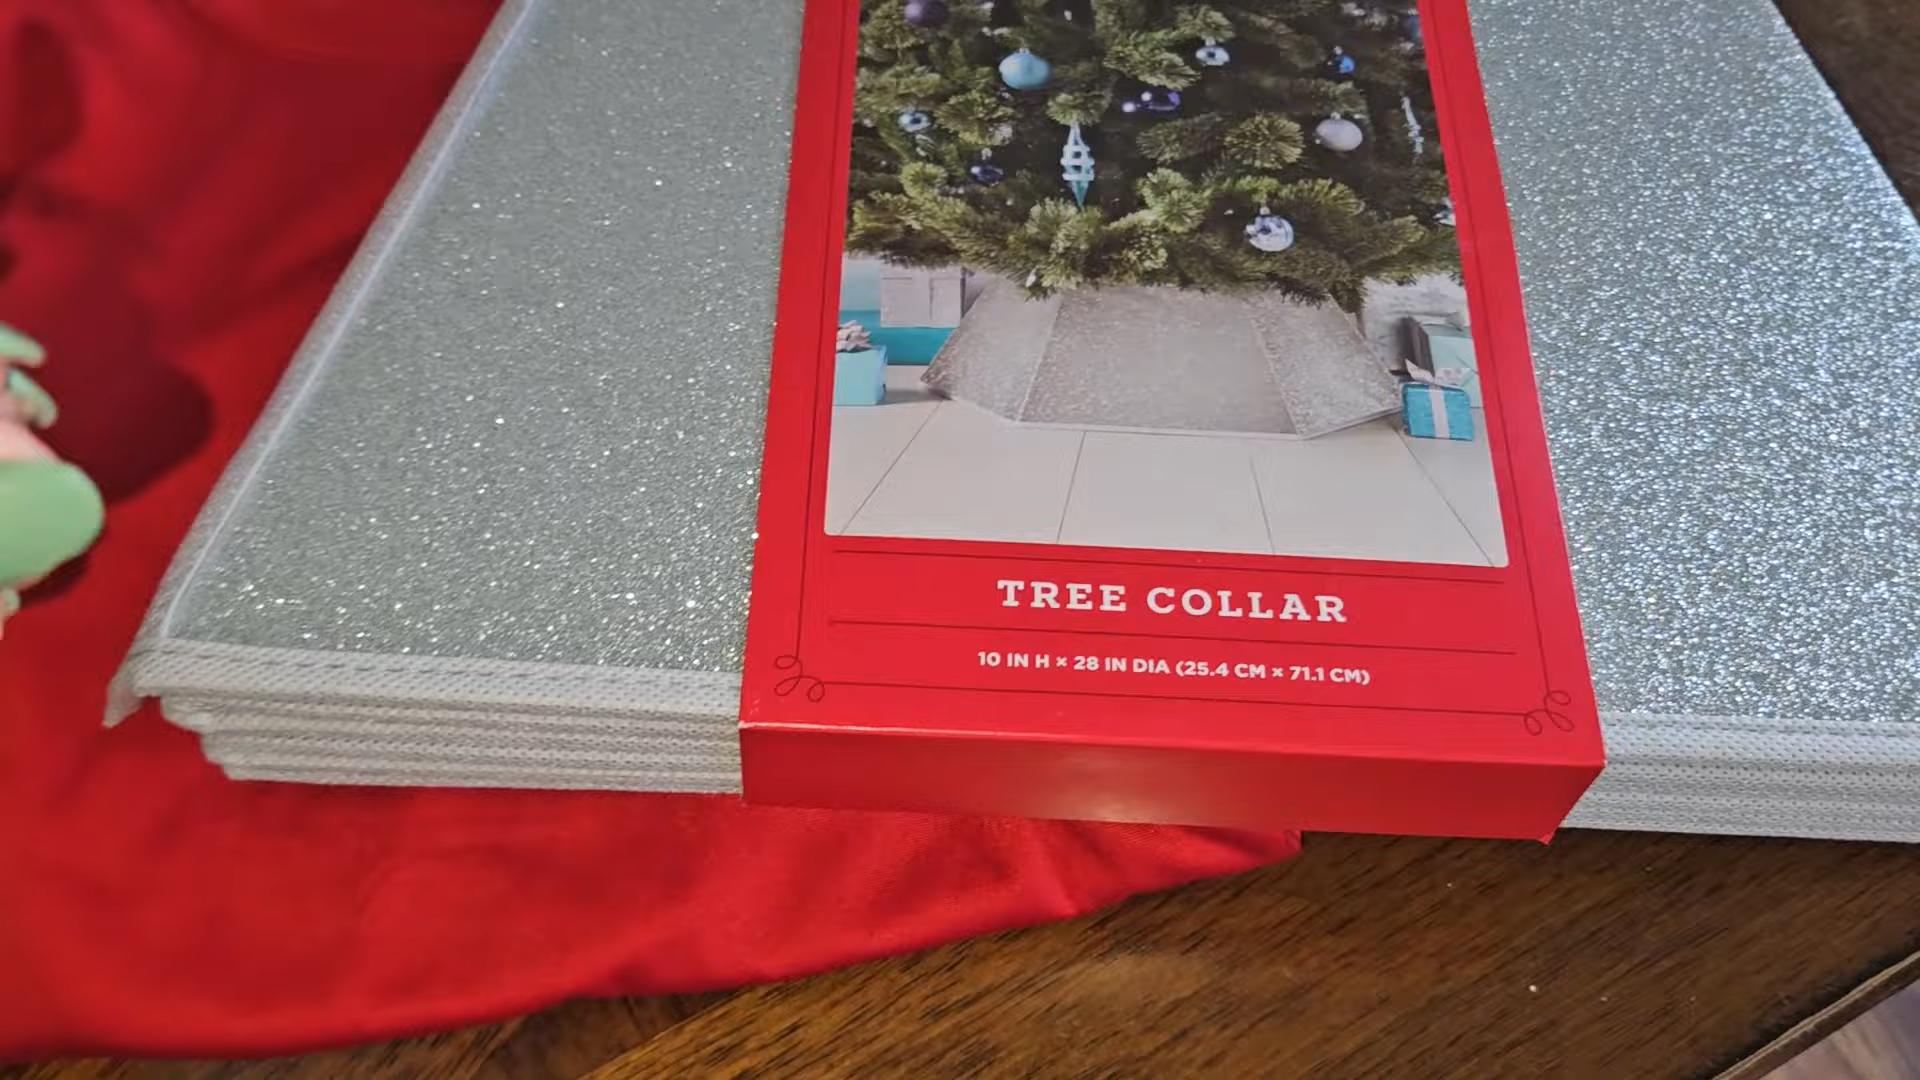 TREE COLLAR
10 IN H × 28 IN DIA (25.4 CM × 71.1 CM)